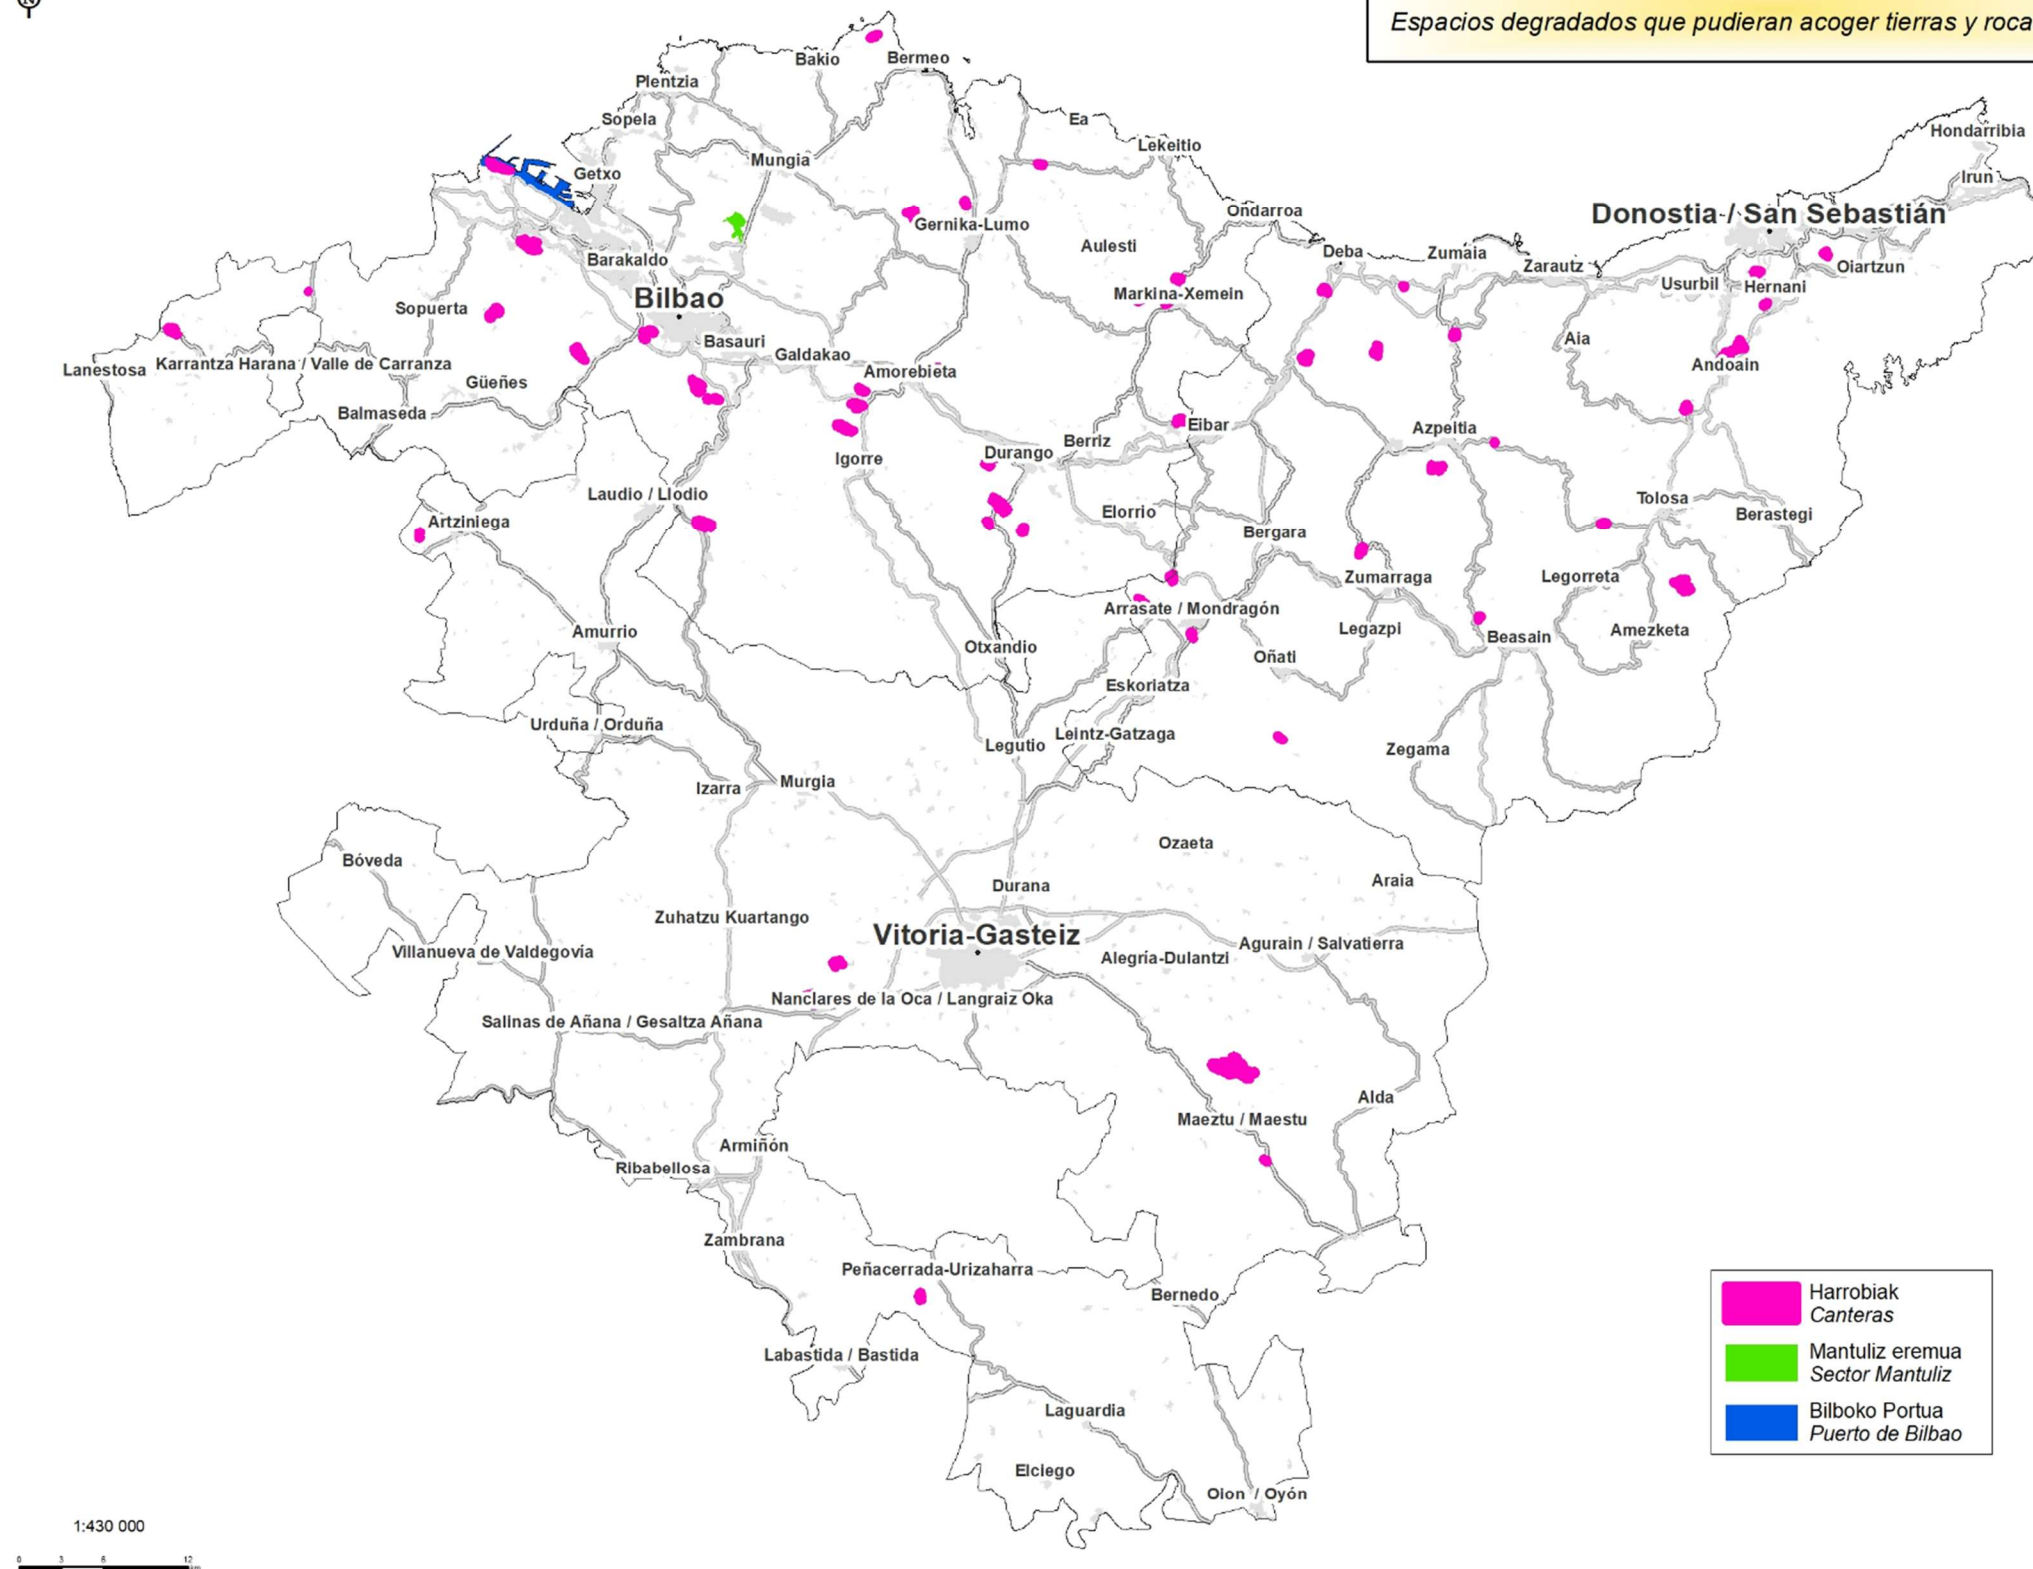 N
Espacios degradados que pudieran acoger tierras y roca
Bakio
Bermeo
Plentzia
Sopela
Ea
Hondarribia
Lekeitio
Mungia
Getxo
Irun
Ondarroa
Donostia / San Sebastián
Gernika-Lumo
Aulesti
Deba
Zumaia
Barakaldo
Zarautz
Oiartzun
Usurbil
Hernani
Markina-Xemein
Bilbao
Sopuerta
Basauri
Aia
Galdakao
Karrantza Harana / Valle de Carranza
Lanestosa
Amorebieta
Andoain
Güeñes
Balmaseda
Eibar
Azpeitia
Berriz
Durango
Igorre
Laudio / Llodio
Tolosa
Elorrio
Berastegi
Artziniega
Bergara
Zumarraga
Legorreta
Arrasate / Mondragón
Legazpi
Amezketa
Amurrio
Beasain
Otxandio
Oñati
Eskoriatza
Urduña / Orduña
Leintz-Gatzaga
Legutio
Zegama
Murgia
Izarra
Ozaeta
Bóveda
Araia
Durana
Zuhatzu Kuartango
Vitoria-Gasteiz
Agurain / Salvatierra
Villanueva de Valdegovía
Alegría-Dulantzi
Nanclares de la Oca / Langraiz Oka
Salinas de Añana / Gesaltza Añana
Alda
Maeztu / Maestu
Armiñón
Ribabellosa
Zambrana
Peñacerrada-Urizaharra
Bernedo
Labastida / Bastida
Laguardia
Elciego
Oion / Oyón
Harrobiak
Canteras
Mantuliz eremua
Sector Mantuliz
Bilboko Portua
Puerto de Bilbao
1:430 000
0 3 6 12